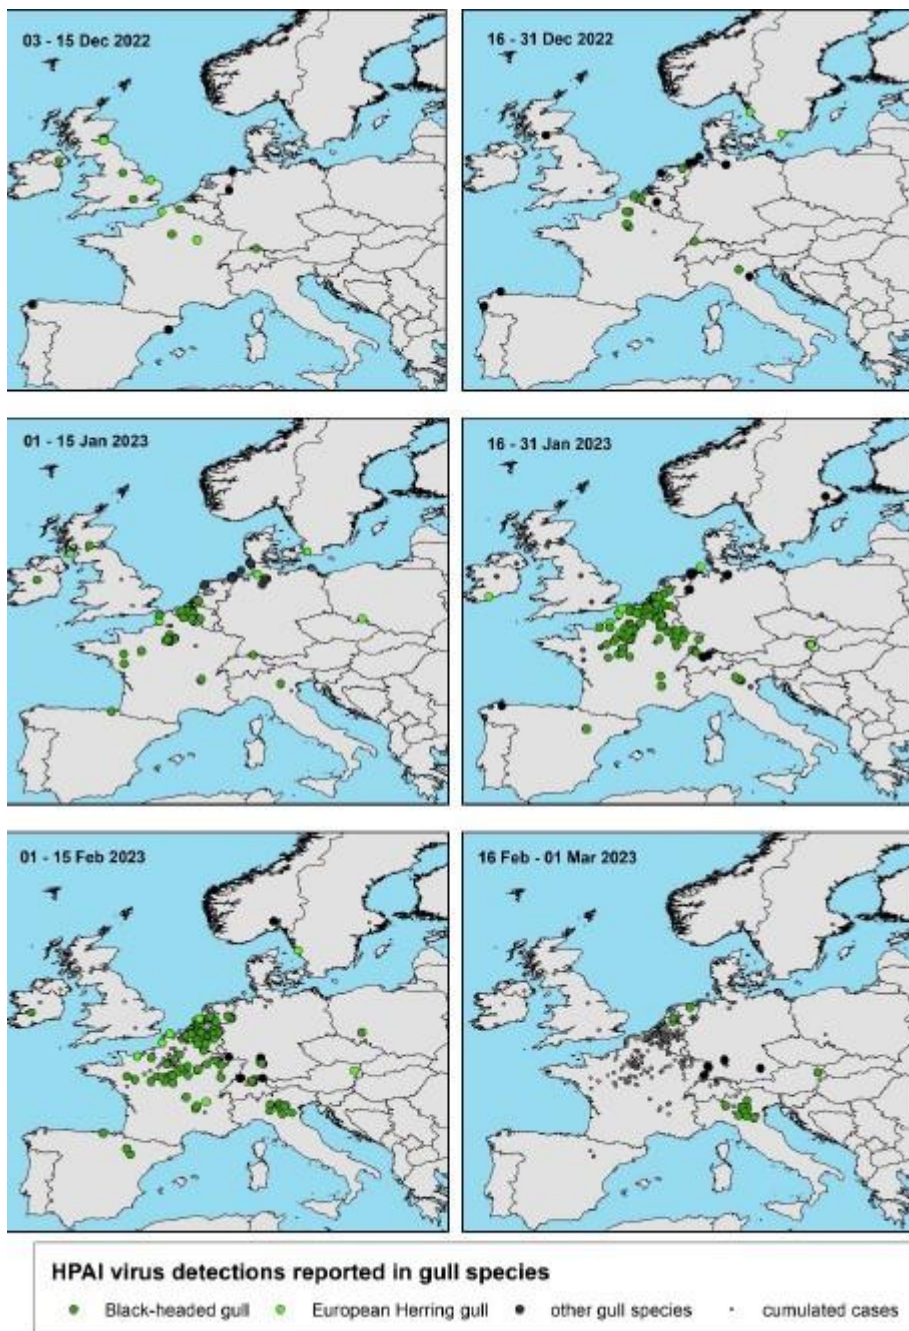 03 - 15 Dec 2022
16 - 31 Dec 2022
01 - 15 Jan 2023
16 - 31 Jan 2023
01 - 15 Feb 2023
16 Feb - 01 Mar 2023
HPAI virus detections reported in gull species
Black-headed gull European Herring gull other gull species cumulated cases